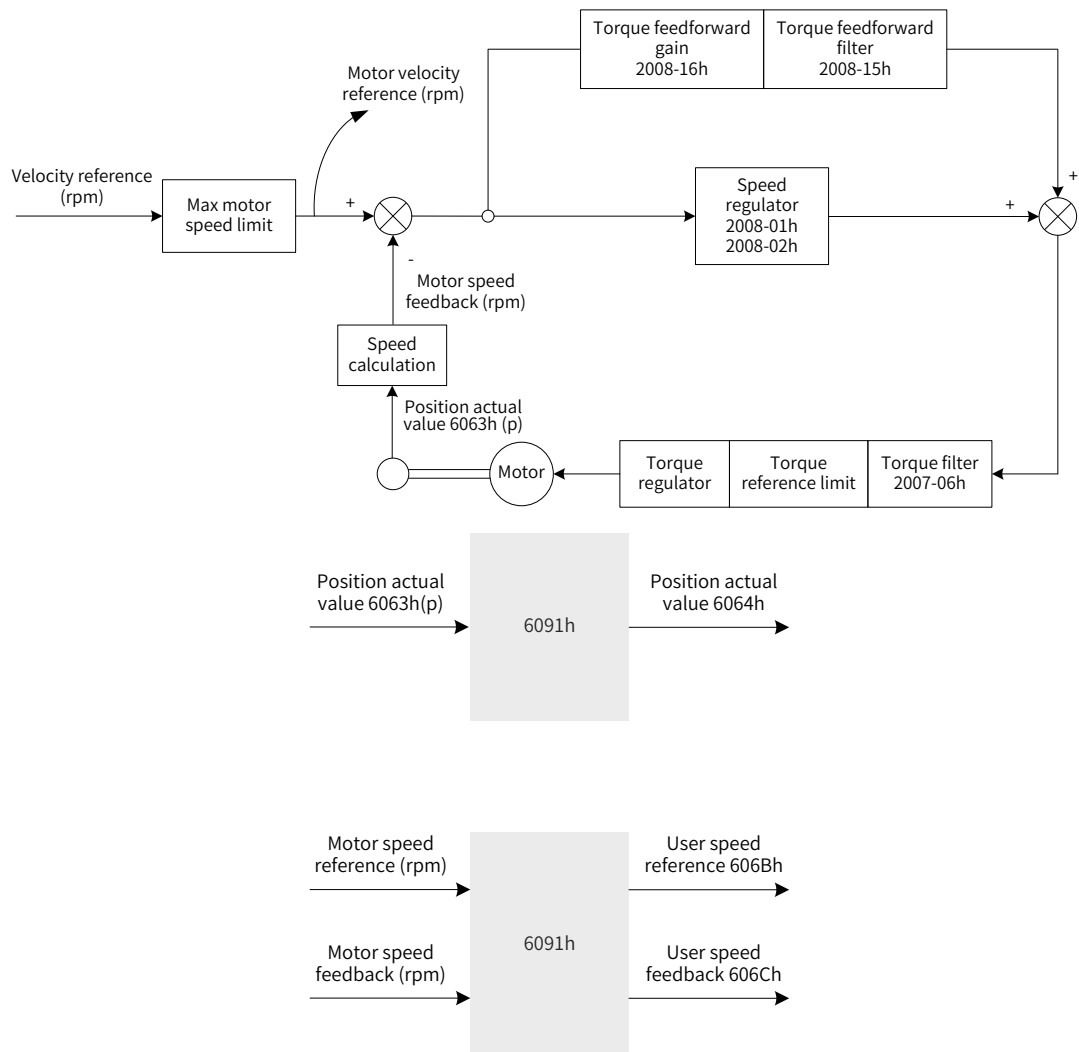 Torque feedforward
gain
2008-16h
Torque feedforward
filter
2008-15h
Motor velocity
reference (rpm)
Velocity reference
(rpm)
Max motor
speed limit
+
Speed
regulator
2008-01h
2008-02h
+
+
-
Motor speed
feedback (rpm)
Speed
calculation
Position actual
value 6063h (p)
Motor
Torque
regulator
Torque
reference limit
Torque filter
2007-06h
Position actual
value 6063h(p)
6091h
Position actual
value 6064h
Motor speed
reference (rpm)
User speed
reference 606Bh
6091h
Motor speed
feedback (rpm)
User speed
feedback 606Ch